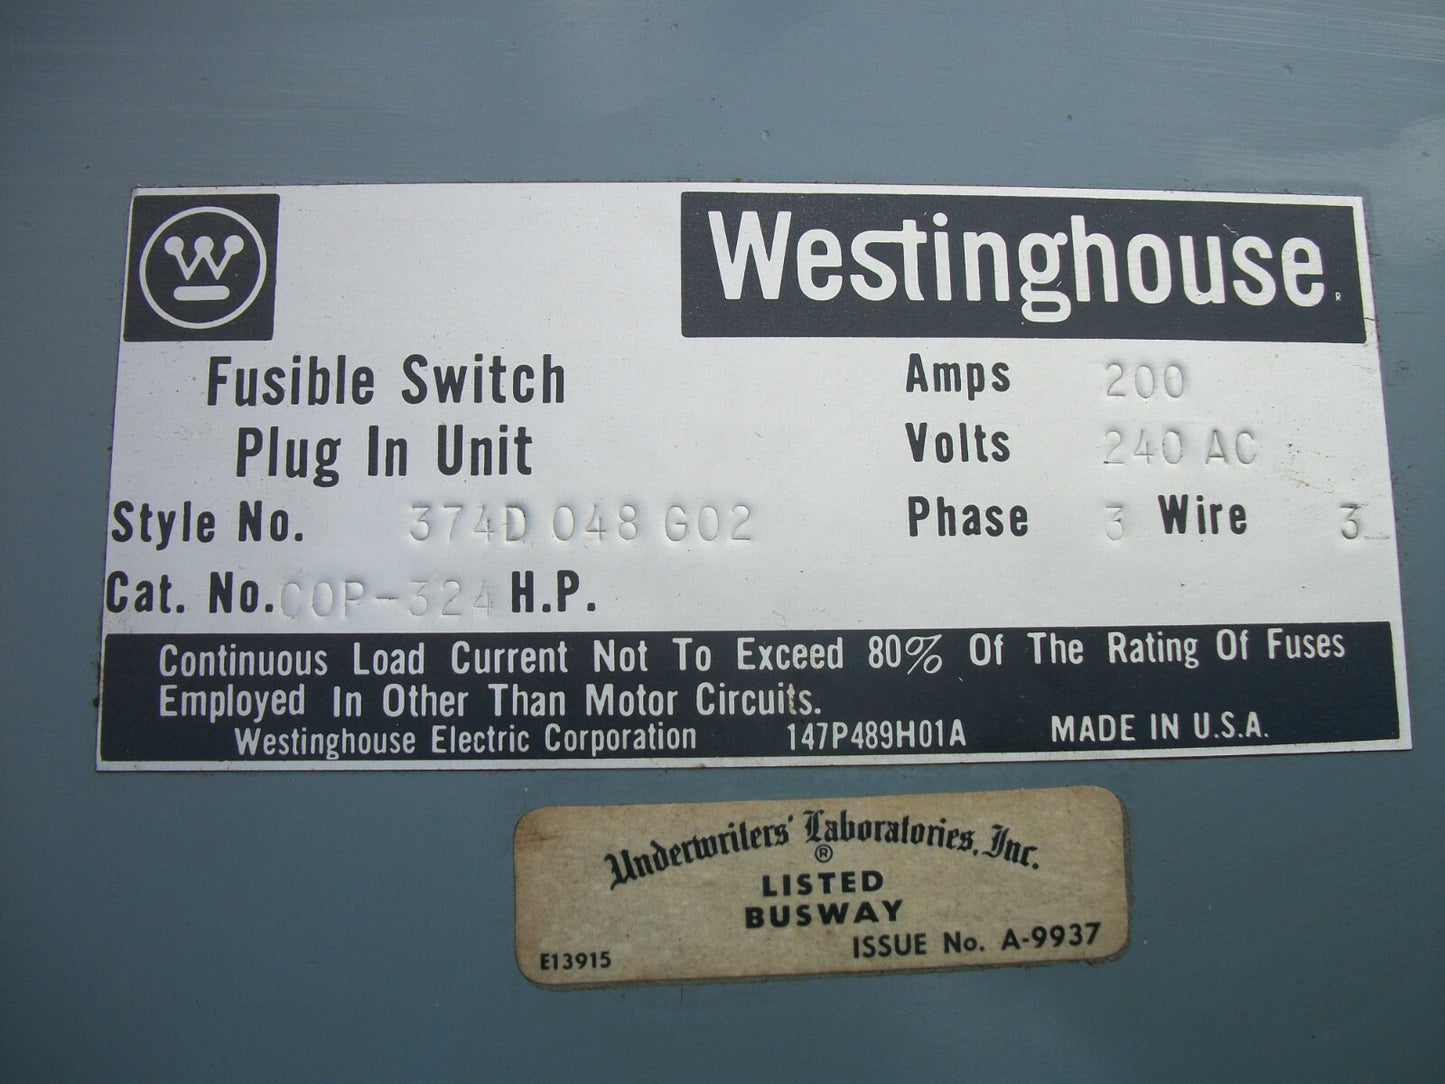 W
Westinghouse
R
Fusible Switch
Plug In Unit
Style No. 374D 048 G02
Cat. No. COP-324 H.P.
Amps 200
Volts 240 AC
Phase 3 Wire 3
Continuous Load Current Not To Exceed 80% Of The Rating Of Fuses
Employed In Other Than Motor Circuits.
Westinghouse Electric Corporation 147P489H01A MADE IN U.S.A.
Underwriters' Laboratories, Inc.
®
LISTED
BUSWAY
ISSUE No. A-9937
E13915